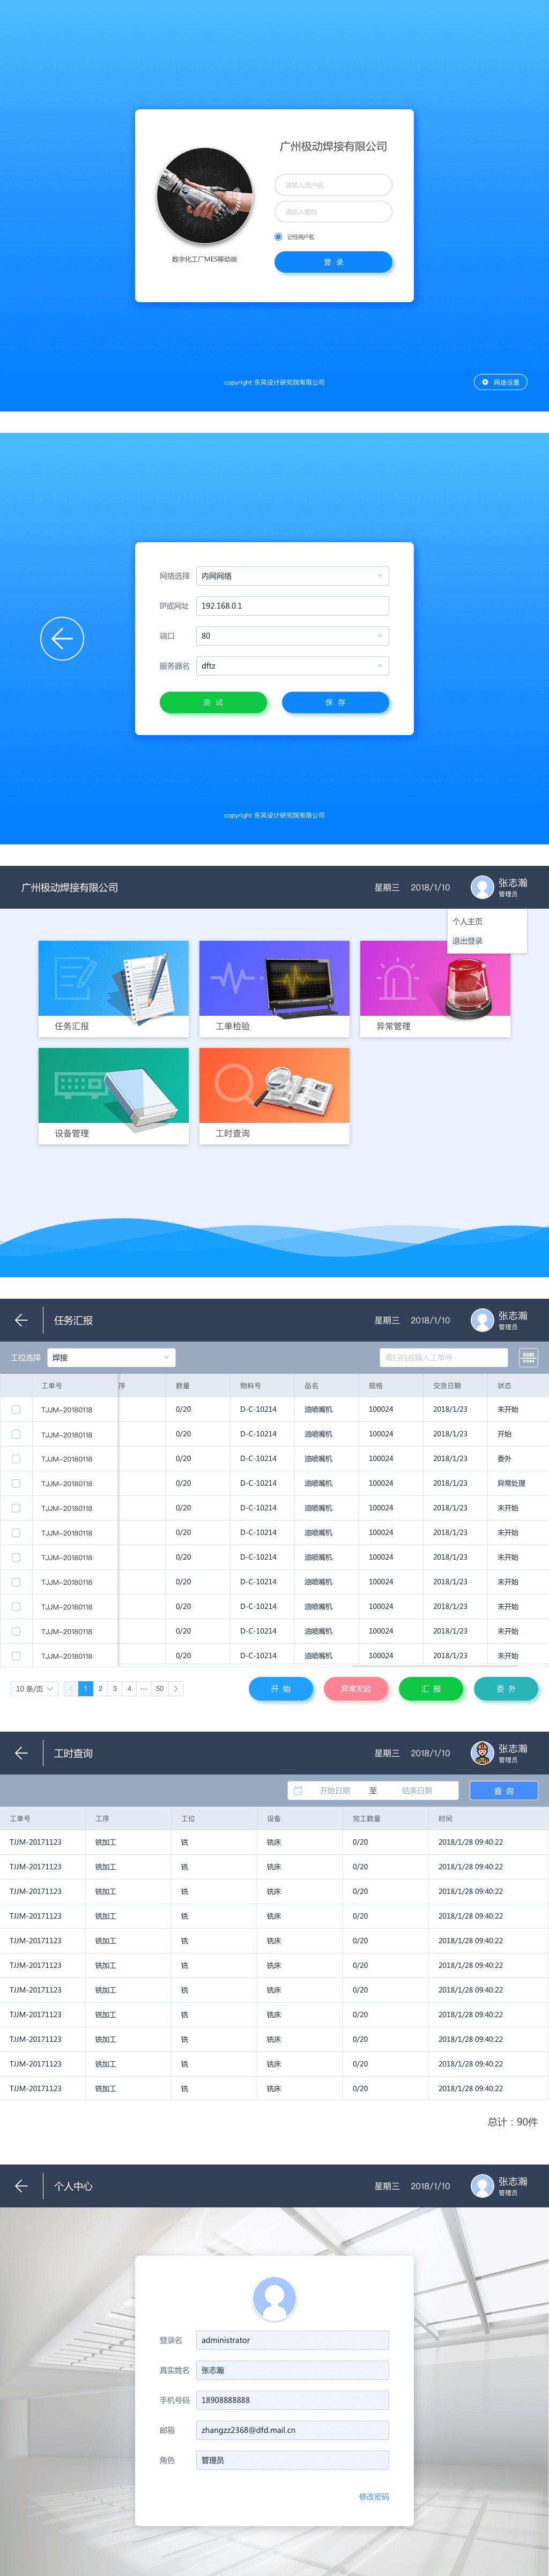 广州极动焊接有限公司
请输入用户名
请输入密码
记住用户名
数字化工厂MES移动端
登 录
copyright 东风设计研究院有限公司
网络设置
网络选择 内网网络
IP或网址 192.168.0.1
端口 80
服务器名 dftz
测 试 保 存
copyright 东风设计研究院有限公司
广州极动焊接有限公司 星期三 2018/1/10 张志瀚
管理员
个人主页
退出登录
任务汇报 工单检验 异常管理
设备管理 工时查询
任务汇报 星期三 2018/1/10 张志瀚
管理员
工位选择 焊接 请扫码或输入工单号
工单号 序 数量 物料号 品名 规格 交货日期 状态
TJJM-20180118 0/20 D-C-10214 油喷嘴机 100024 2018/1/23 未开始
TJJM-20180118 0/20 D-C-10214 油喷嘴机 100024 2018/1/23 开始
TJJM-20180118 0/20 D-C-10214 油喷嘴机 100024 2018/1/23 委外
TJJM-20180118 0/20 D-C-10214 油喷嘴机 100024 2018/1/23 异常处理
TJJM-20180118 0/20 D-C-10214 油喷嘴机 100024 2018/1/23 未开始
TJJM-20180118 0/20 D-C-10214 油喷嘴机 100024 2018/1/23 未开始
TJJM-20180118 0/20 D-C-10214 油喷嘴机 100024 2018/1/23 未开始
TJJM-20180118 0/20 D-C-10214 油喷嘴机 100024 2018/1/23 未开始
TJJM-20180118 0/20 D-C-10214 油喷嘴机 100024 2018/1/23 未开始
TJJM-20180118 0/20 D-C-10214 油喷嘴机 100024 2018/1/23 未开始
TJJM-20180118 0/20 D-C-10214 油喷嘴机 100024 2018/1/23 未开始
10 条/页 1 2 3 4 ••• 50 开 始 异常发起 汇 报 委 外
工时查询 星期三 2018/1/10 张志瀚
管理员
开始日期 至 结束日期 查 询
工单号 工序 工位 设备 完工数量 时间
TJJM-20171123 铣加工 铣 铣床 0/20 2018/1/28 09:40:22
TJJM-20171123 铣加工 铣 铣床 0/20 2018/1/28 09:40:22
TJJM-20171123 铣加工 铣 铣床 0/20 2018/1/28 09:40:22
TJJM-20171123 铣加工 铣 铣床 0/20 2018/1/28 09:40:22
TJJM-20171123 铣加工 铣 铣床 0/20 2018/1/28 09:40:22
TJJM-20171123 铣加工 铣 铣床 0/20 2018/1/28 09:40:22
TJJM-20171123 铣加工 铣 铣床 0/20 2018/1/28 09:40:22
TJJM-20171123 铣加工 铣 铣床 0/20 2018/1/28 09:40:22
TJJM-20171123 铣加工 铣 铣床 0/20 2018/1/28 09:40:22
TJJM-20171123 铣加工 铣 铣床 0/20 2018/1/28 09:40:22
TJJM-20171123 铣加工 铣 铣床 0/20 2018/1/28 09:40:22
总计：90件
个人中心 星期三 2018/1/10 张志瀚
管理员
登录名 administrator
真实姓名 张志瀚
手机号码 18908888888
邮箱 zhangzz2368@dfd.mail.cn
角色 管理员
修改密码